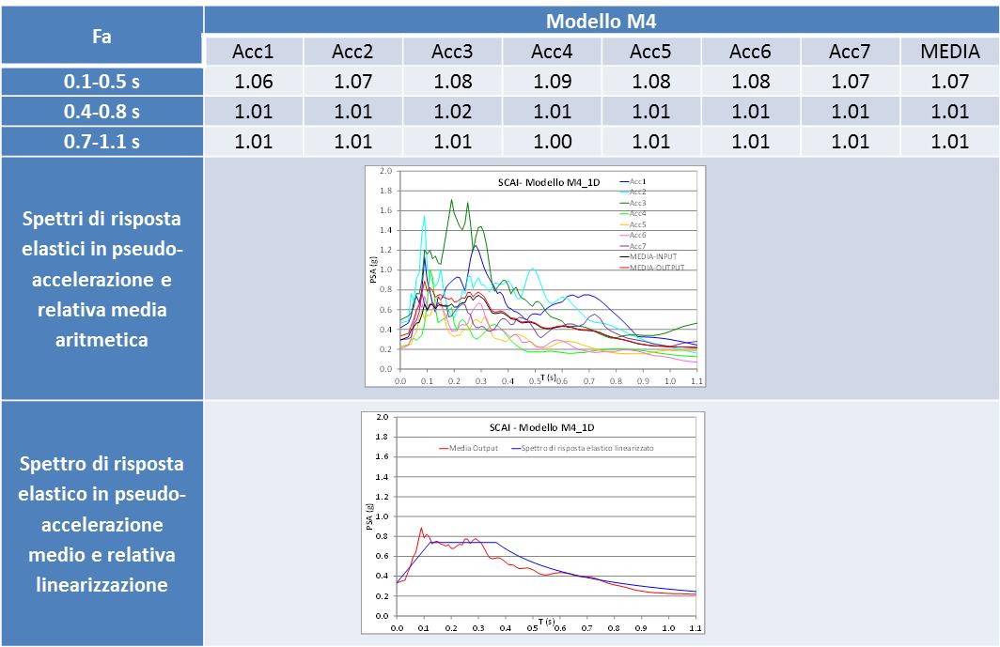 Fa
Modello M4
Acc1 Acc2 Acc3 Acc4 Acc5 Acc6 Acc7 MEDIA
0.1-0.5 s 1.06 1.07 1.08 1.09 1.08 1.08 1.07 1.07
0.4-0.8 s 1.01 1.01 1.02 1.01 1.01 1.01 1.01 1.01
0.7-1.1 s 1.01 1.01 1.01 1.00 1.01 1.01 1.01 1.01
Spettri di risposta
elastici in pseudo-
accelerazione e
relativa media
aritmetica
SCAI- Modello M4_1D
Acc1
Acc2
Acc3
Acc4
Acc5
Acc6
Acc7
MEDIA-INPUT
MEDIA-OUTPUT
PSA (g)
2.0
1.8
1.6
1.4
1.2
1.0
0.8
0.6
0.4
0.2
0.0
0.0 0.1 0.2 0.3 0.4 0.5 0.6 0.7 0.8 0.9 1.0 1.1
T (s)
Spettro di risposta
elastico in pseudo-
accelerazione
medio e relativa
linearizzazione
SCAI - Modello M4_1D
Media Output Spettro di risposta elastico linearizzato
PSA (g)
2.0
1.8
1.6
1.4
1.2
1.0
0.8
0.6
0.4
0.2
0.0
0.0 0.1 0.2 0.3 0.4 0.5 0.6 0.7 0.8 0.9 1.0 1.1
T (s)